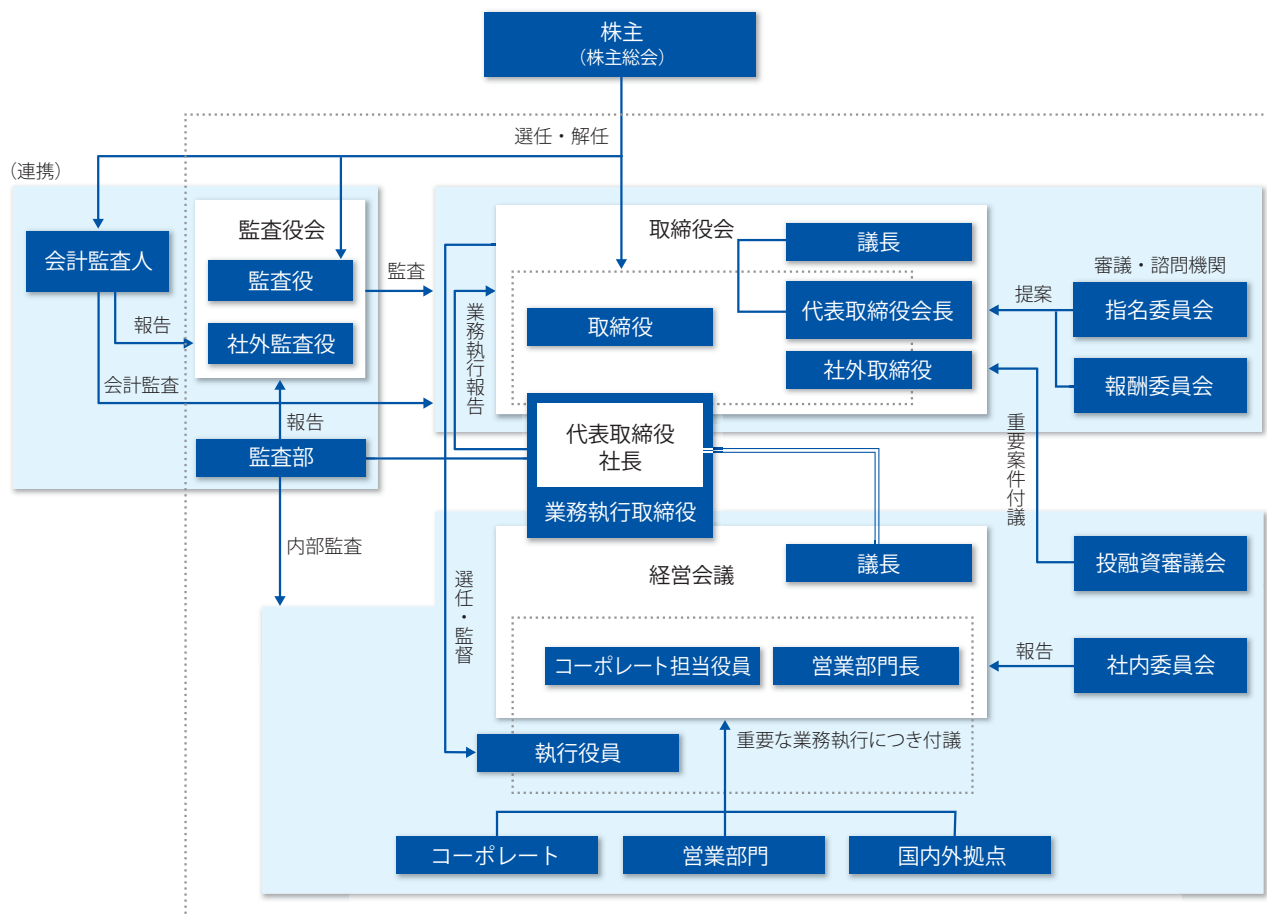 株主
(株主総会)
選任・解任
(連携)
会計監査人
監査役会
監査役
社外監査役
監査
報告
会計監査
報告
監査部
内部監査
取締役会
議長
代表取締役会長
取締役
社外取締役
業務執行報告
代表取締役
社長
業務執行取締役
審議・諮問機関
提案
指名委員会
報酬委員会
重要案件付議
選任・監督
経営会議
議長
投融資審議会
コーポレート担当役員
営業部門長
報告
社内委員会
執行役員
重要な業務執行につき付議
コーポレート
営業部門
国内外拠点